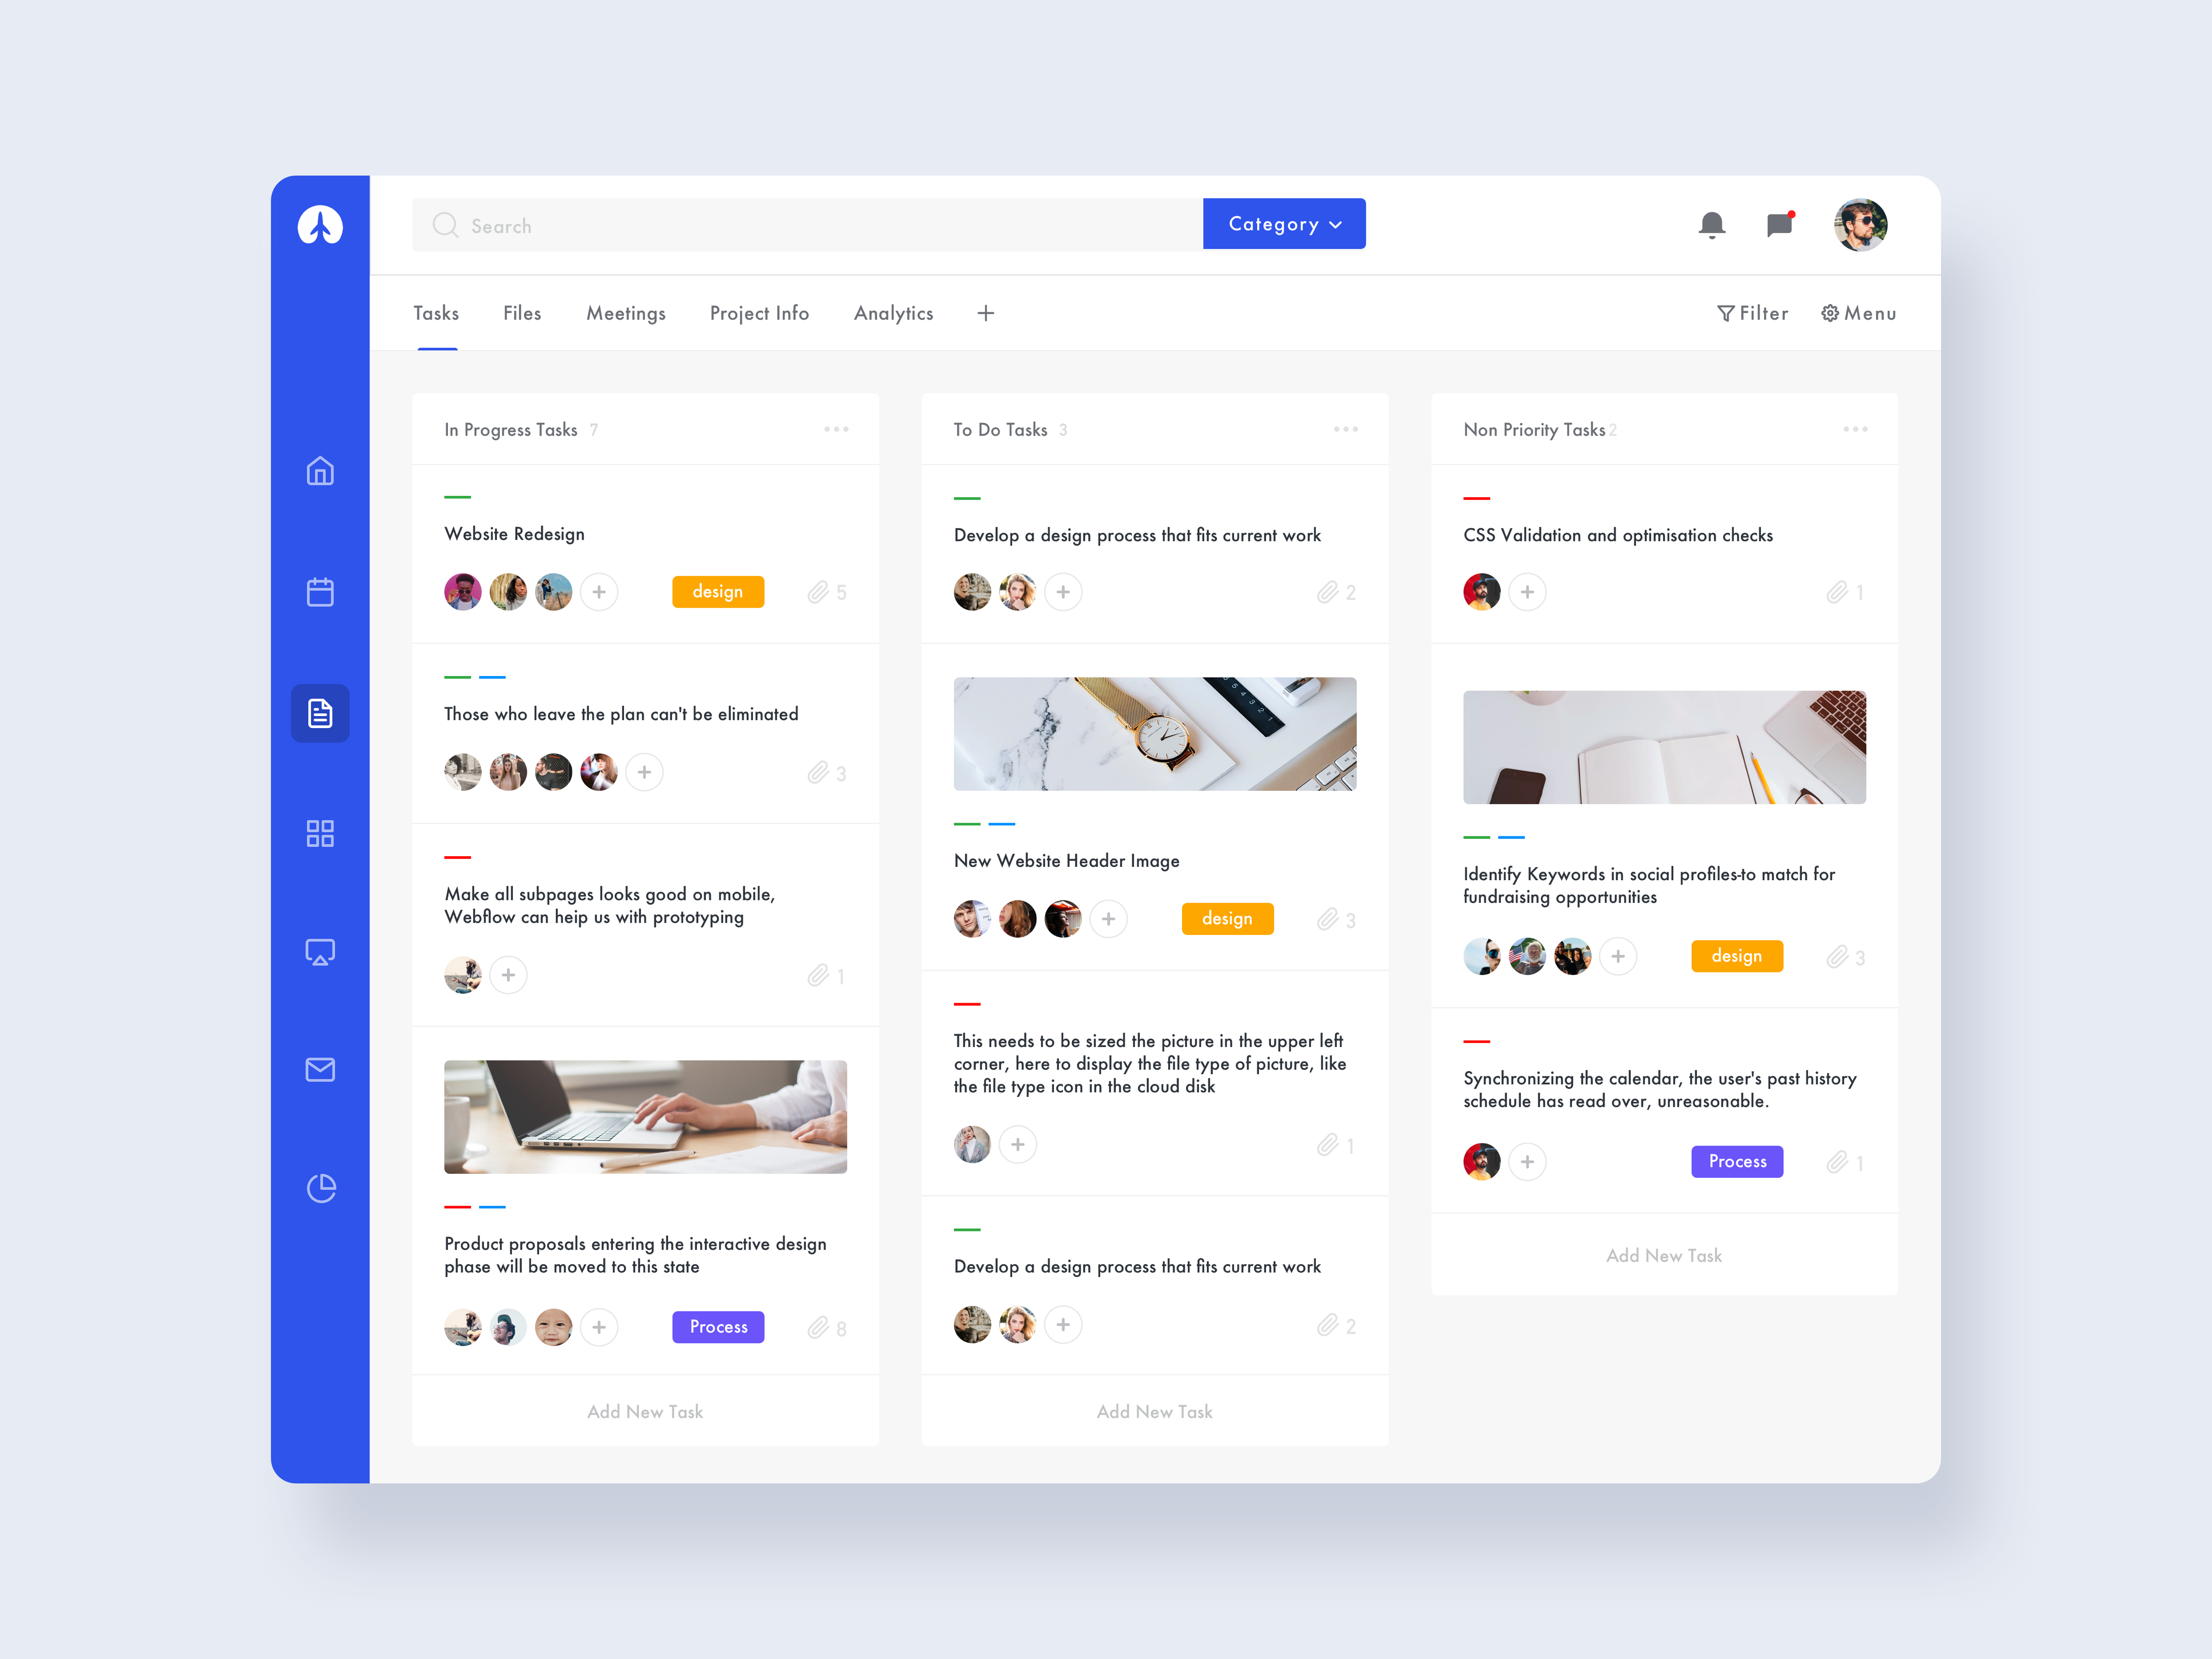 Search
Category
Tasks
Files
Meetings
Project Info
Analytics
Filter
Menu
In Progress Tasks 7
Website Redesign
design
5
Those who leave the plan can't be eliminated
3
Make all subpages looks good on mobile,
Webflow can heip us with prototyping
1
Product proposals entering the interactive design
phase will be moved to this state
Process
8
Add New Task
To Do Tasks 3
Develop a design process that fits current work
2
New Website Header Image
design
3
This needs to be sized the picture in the upper left
corner, here to display the file type of picture, like
the file type icon in the cloud disk
1
Develop a design process that fits current work
2
Add New Task
Non Priority Tasks 2
CSS Validation and optimisation checks
1
Identify Keywords in social profiles-to match for
fundraising opportunities
design
3
Synchronizing the calendar, the user's past history
schedule has read over, unreasonable.
Process
1
Add New Task